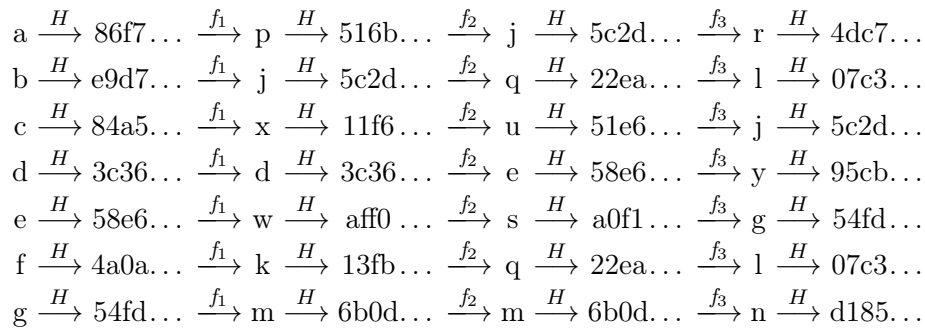 a H→ 86f7... f₁→ p H→ 516b... f₂→ j H→ 5c2d... f₃→ r H→ 4dc7...
b H→ e9d7... f₁→ j H→ 5c2d... f₂→ q H→ 22ea... f₃→ l H→ 07c3...
c H→ 84a5... f₁→ x H→ 11f6... f₂→ u H→ 51e6... f₃→ j H→ 5c2d...
d H→ 3c36... f₁→ d H→ 3c36... f₂→ e H→ 58e6... f₃→ y H→ 95cb...
e H→ 58e6... f₁→ w H→ aff0... f₂→ s H→ a0f1... f₃→ g H→ 54fd...
f H→ 4a0a... f₁→ k H→ 13fb... f₂→ q H→ 22ea... f₃→ l H→ 07c3...
g H→ 54fd... f₁→ m H→ 6b0d... f₂→ m H→ 6b0d... f₃→ n H→ d185...